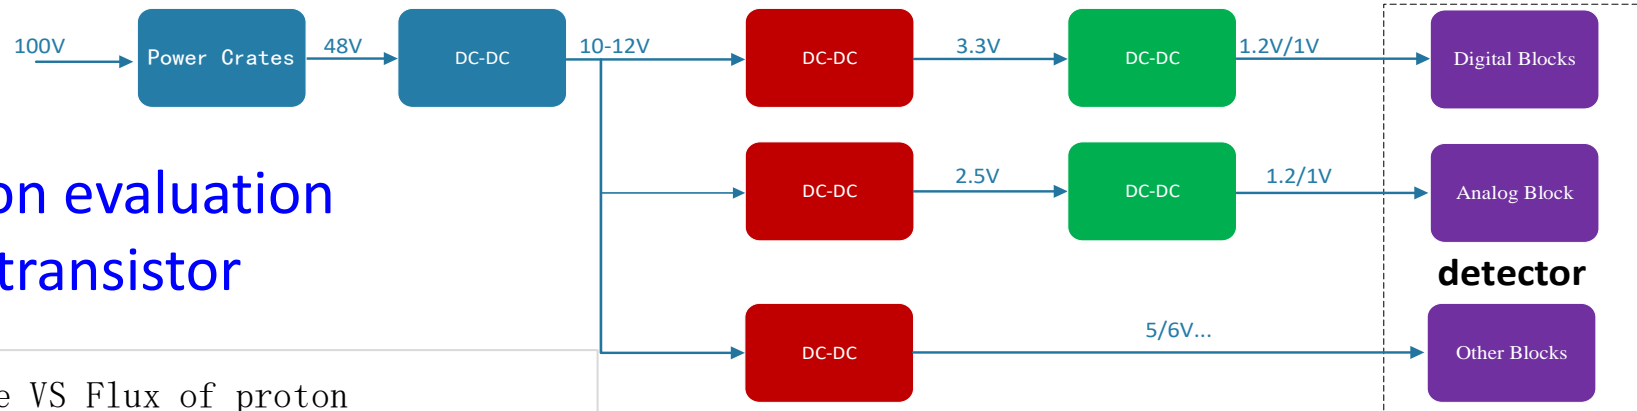 100V
Power Crates
48V
DC-DC
10-12V
DC-DC
3.3V
DC-DC
1.2V/1V
Digital Blocks
on evaluation
transistor
DC-DC
2.5V
DC-DC
1.2/1V
Analog Block
detector
DC-DC
5/6V...
Other Blocks
VS Flux of proton